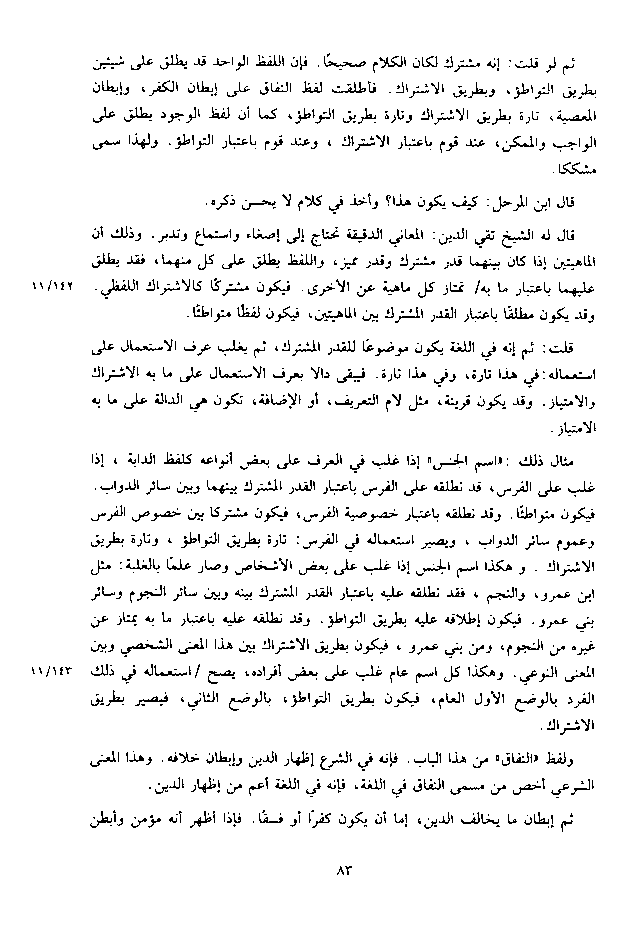 ثم لو قلت: إنه مشترك لكان الكلام صحيحًا. فإن اللفظ الواحد قد يطلق على شيئين
بطريق التواطؤ، وبطريق الاشتراك. فأطلقت لفظ النفاق على إبطان الكفر، وإبطان
المعصية، تارة بطريق الاشتراك وتارة بطريق التواطؤ، كما أن لفظ الوجود يطلق على
الواجب والممكن، عند قوم باعتبار الاشتراك، وعند قوم باعتبار التواطؤ. ولهذا سمى
مشككا.
قال ابن المرحل: كيف يكون هذا؟ وأخذ في كلام لا يحسن ذكره.
قال له الشيخ تقي الدين: المعاني الدقيقة تحتاج إلى إصغاء واستماع وتدبر. وذلك أن
الماهيتين إذا كان بينهما قدر مشترك وقدر مميز، واللفظ يطلق على كل منهما، فقد يطلق
عليهما باعتبار ما به/ تمتاز كل ماهية عن الأخرى. فيكون مشتركًا كالاشتراك اللفظي. ١١/١٤٢
وقد يكون مطلقًا باعتبار القدر المشترك بين الماهيتين، فيكون لفظًا متواطئًا.
قلت: ثم إنه في اللغة يكون موضوعًا للقدر المشترك، ثم يغلب عرف الاستعمال على
استعماله: في هذا تارة، وفي هذا تارة. فيبقى دالا بعرف الاستعمال على ما به الاشتراك
والامتياز. وقد يكون قرينة، مثل لام التعريف، أو الإضافة، تكون هي الدالة على ما به
الامتياز.
مثال ذلك: «اسم الجنس» إذا غلب في العرف على بعض أنواعه كلفظ الدابة، إذا
غلب على الفرس، قد نطلقه على الفرس باعتبار القدر المشترك بينهما وبين سائر الدواب.
فيكون متواطئًا. وقد نطلقه باعتبار خصوصية الفرس، فيكون مشتركا بين خصوص الفرس
وعموم سائر الدواب، ويصير استعماله في الفرس: تارة بطريق التواطؤ، وتارة بطريق
الاشتراك. و هكذا اسم الجنس إذا غلب على بعض الأشخاص وصار علمًا بالغلبة: مثل
ابن عمرو، والنجم، فقد نطلقه عليه باعتبار القدر المشترك بينه وبين سائر النجوم وسائر
بني عمرو. فيكون إطلاقه عليه بطريق التواطؤ. وقد نطلقه عليه باعتبار ما به يمتاز عن
غيره من النجوم، ومن بني عمرو، فيكون بطريق الاشتراك بين هذا المعنى الشخصي وبين
المعنى النوعي. وهكذا كل اسم عام غلب على بعض أفراده، يصح /استعماله في ذلك ١١/١٤٣
الفرد بالوضع الأول العام، فيكون بطريق التواطؤ، بالوضع الثاني، فيصير بطريق
الاشتراك.
ولفظ «النفاق» من هذا الباب. فإنه في الشرع إظهار الدين وإبطان خلافه. وهذا المعنى
الشرعي أخص من مسمى النفاق في اللغة، فإنه في اللغة أعم من إظهار الدين.
ثم إبطان ما يخالف الدين، إما أن يكون كفرًا أو فسقًا. فإذا أظهر أنه مؤمن وأبطن
٨٣